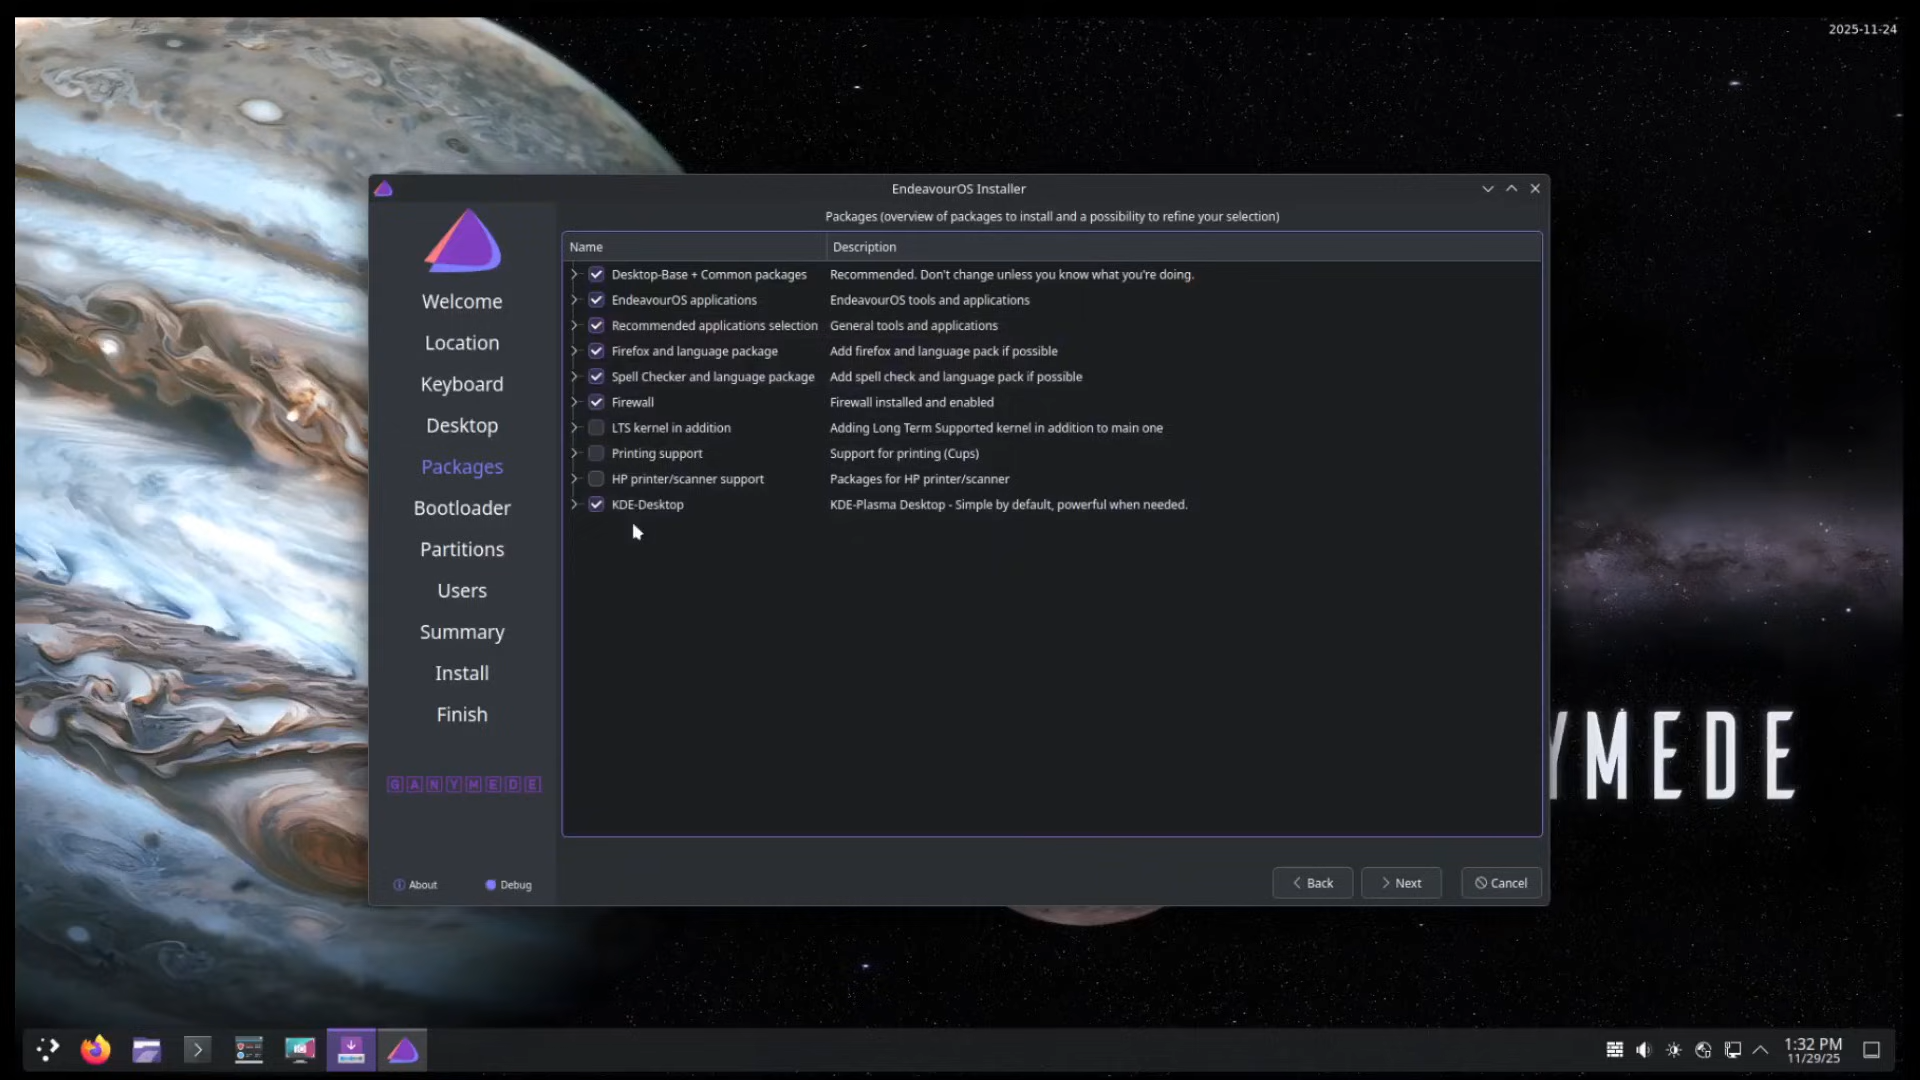 2025-11-24
EndeavourOS Installer
Packages (overview of packages to install and a possibility to refine your selection)
Name Description
Desktop-Base + Common packages Recommended. Don't change unless you know what you're doing.
EndeavourOS applications EndeavourOS tools and applications
Recommended applications selection General tools and applications
Firefox and language package Add firefox and language pack if possible
Spell Checker and language package Add spell check and language pack if possible
Firewall Firewall installed and enabled
LTS kernel in addition Adding Long Term Supported kernel in addition to main one
Printing support Support for printing (Cups)
HP printer/scanner support Packages for HP printer/scanner
KDE-Desktop KDE-Plasma Desktop - Simple by default, powerful when needed.
Welcome
Location
Keyboard
Desktop
Packages
Bootloader
Partitions
Users
Summary
Install
Finish
GANYMEDE
YMEDE
About Debug
Back Next Cancel
1:32 PM
11/29/25